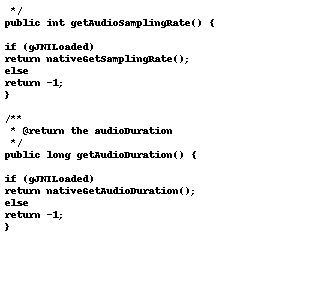 */
public int getAudioSamplingRate() {
if (gJNILoaded)
return nativeGetSamplingRate();
else
return -1;
}
/**
* @return the audioDuration
*/
public long getAudioDuration() {
if (gJNILoaded)
return nativeGetAudioDuration();
else
return -1;
}